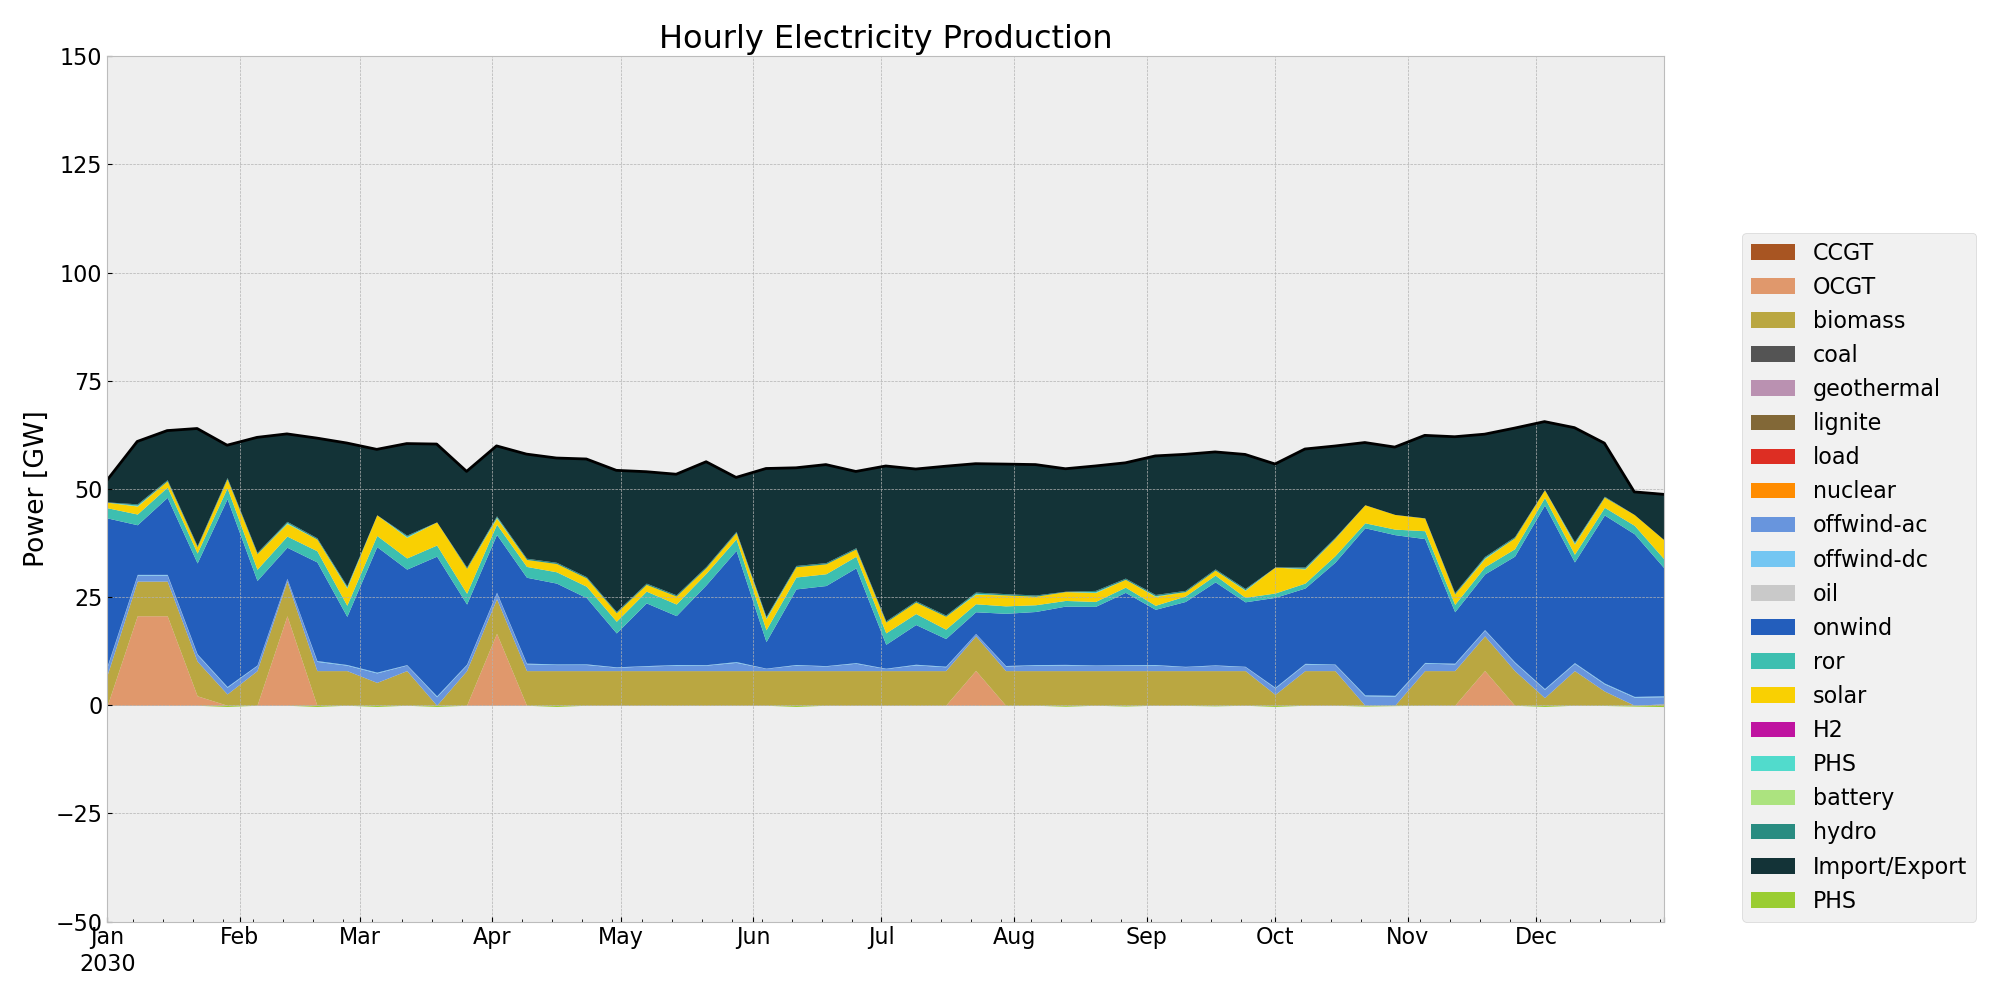 Hourly Electricity Production
Power [GW]
150
125
100
75
50
25
0
−25
−50
Jan
2030
Feb
Mar
Apr
May
Jun
Jul
Aug
Sep
Oct
Nov
Dec
CCGT
OCGT
biomass
coal
geothermal
lignite
load
nuclear
offwind-ac
offwind-dc
oil
onwind
ror
solar
H2
PHS
battery
hydro
Import/Export
PHS